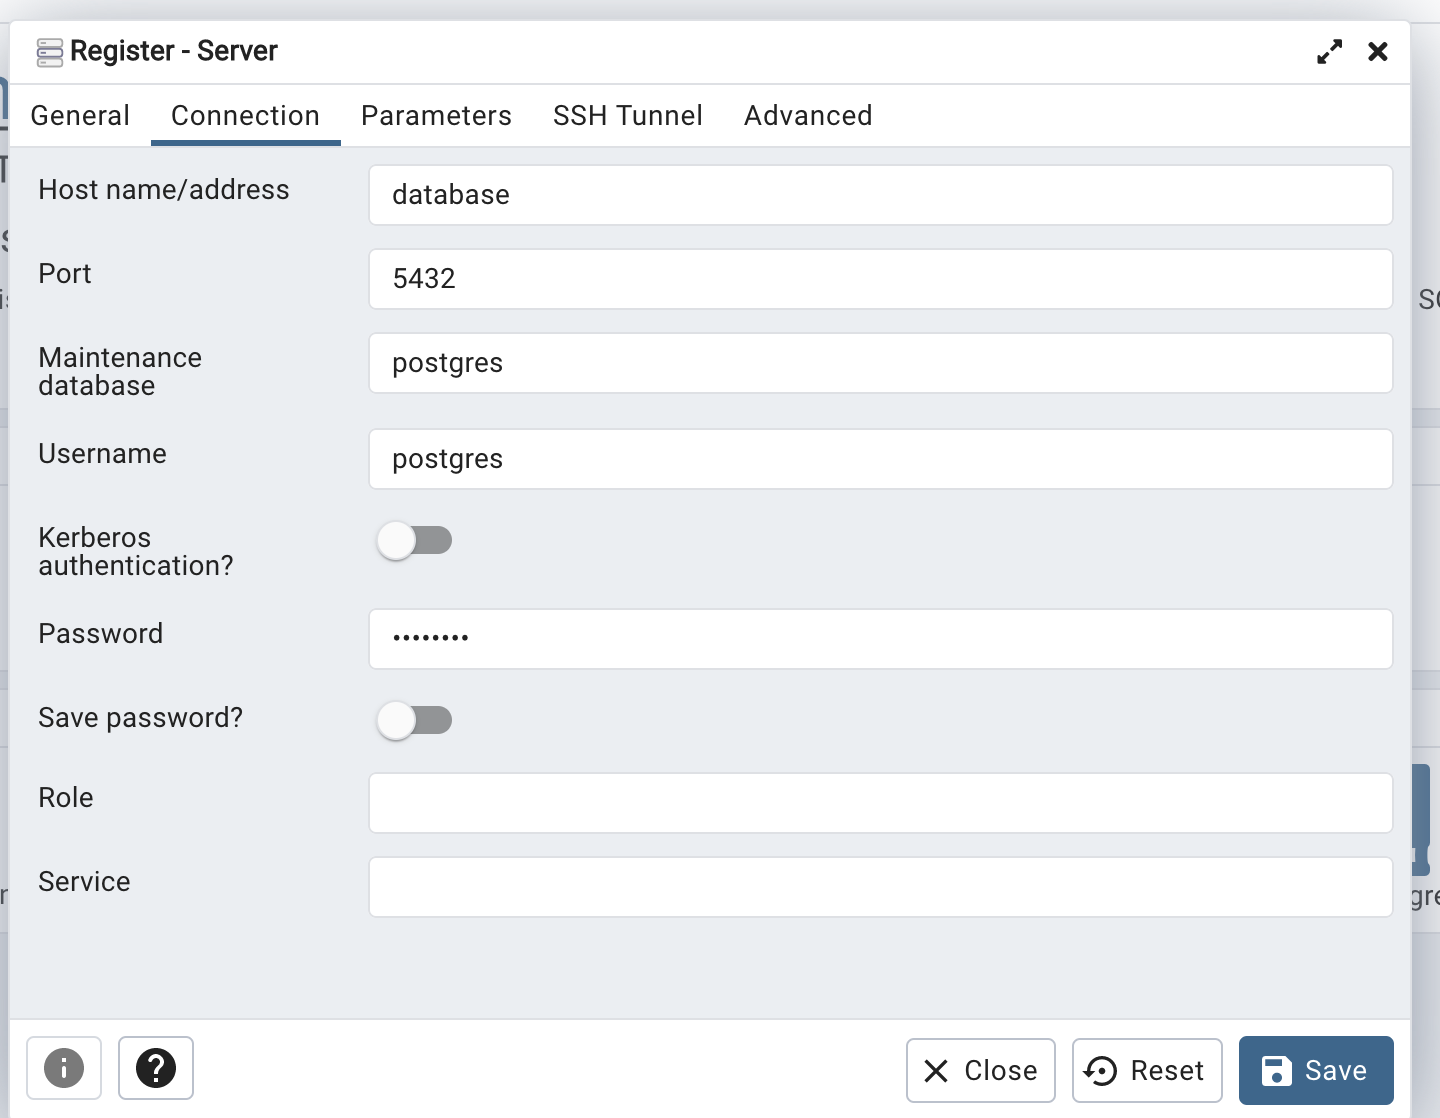 Register - Server
General Connection Parameters SSH Tunnel Advanced
Host name/address database
Port 5432
Maintenance
database postgres
Username postgres
Kerberos
authentication?
Password ••••••••
Save password?
Role
Service
Close Reset Save